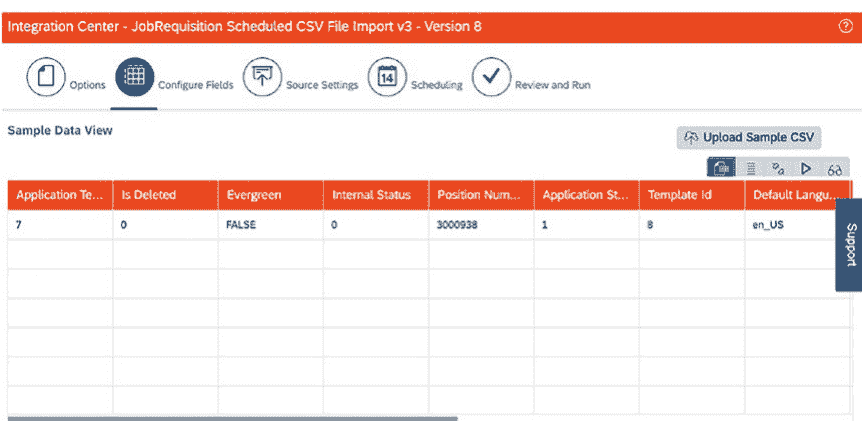 Integration Center - JobRequisition Scheduled CSV File Import v3 - Version 8
Options
Configure Fields
Source Settings
14
Scheduling
Review and Run
Sample Data View
Upload Sample CSV
Application Te... Is Deleted Evergreen Internal Status Position Num... Application St... Template Id Default Langu...
7 0 FALSE 0 3000938 1 8 en_US
Support